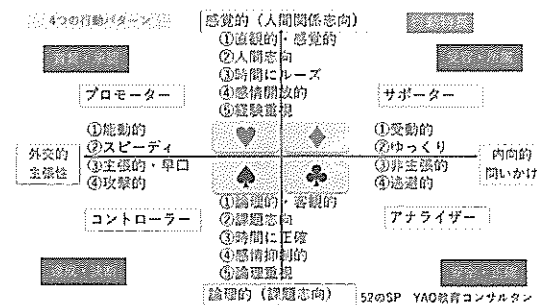 4つの行動パターン
感覚的（人間関係志向）
①直観的・感覚的
②人間志向
③時間にルーズ
④感情開放的
⑤経験重視
プロモーター
サポーター
①能動的
②スピーディ
③主張的・早口
④攻撃的
①受動的
②ゆっくり
③非主張的
④逃避的
外交的
主張性
内向的
問いかけ
①論理的・客観的
②課題志向
③時間に正確
④感情抑制的
⑤論理重視
コントローラー
アナライザー
論理的（課題志向）
52のSP YAO教育コンサルタン